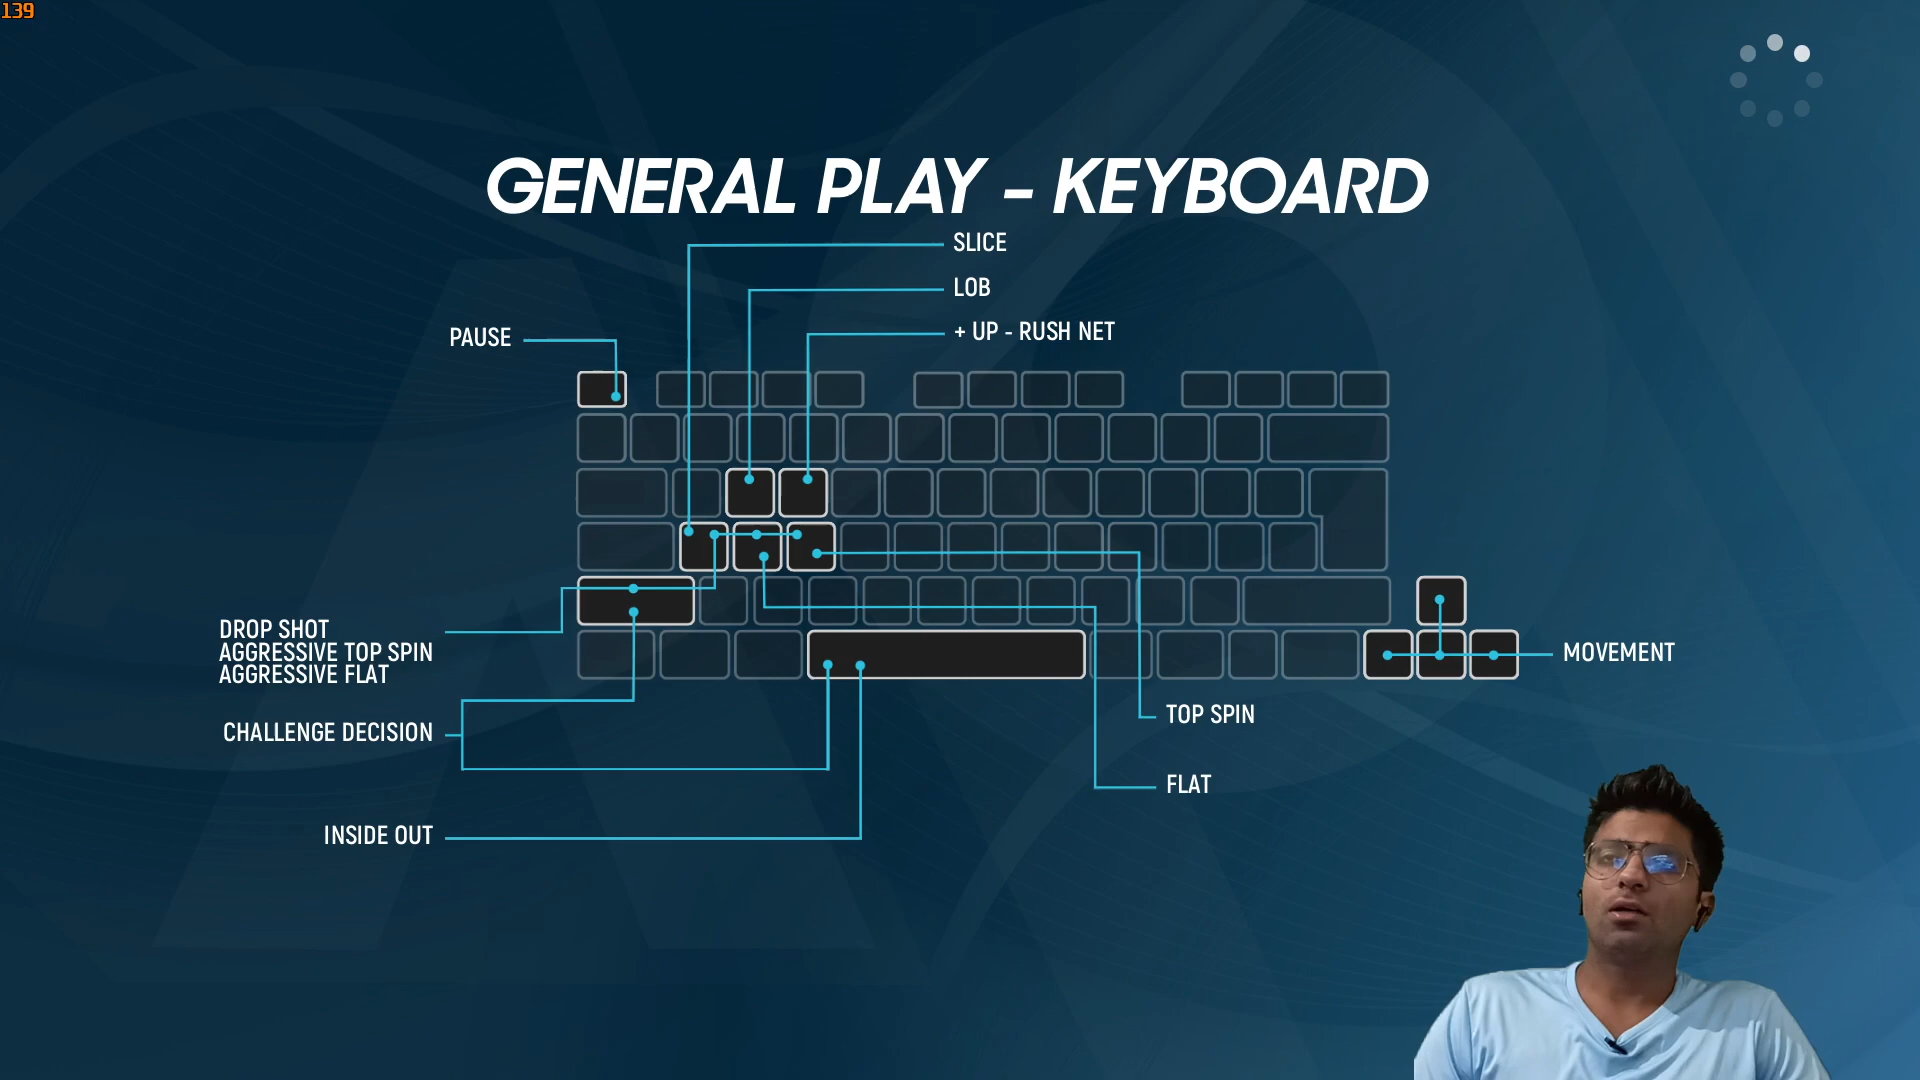 139
GENERAL PLAY - KEYBOARD
SLICE
LOB
+ UP - RUSH NET
PAUSE
DROP SHOT
AGGRESSIVE TOP SPIN
AGGRESSIVE FLAT
MOVEMENT
CHALLENGE DECISION
TOP SPIN
FLAT
INSIDE OUT